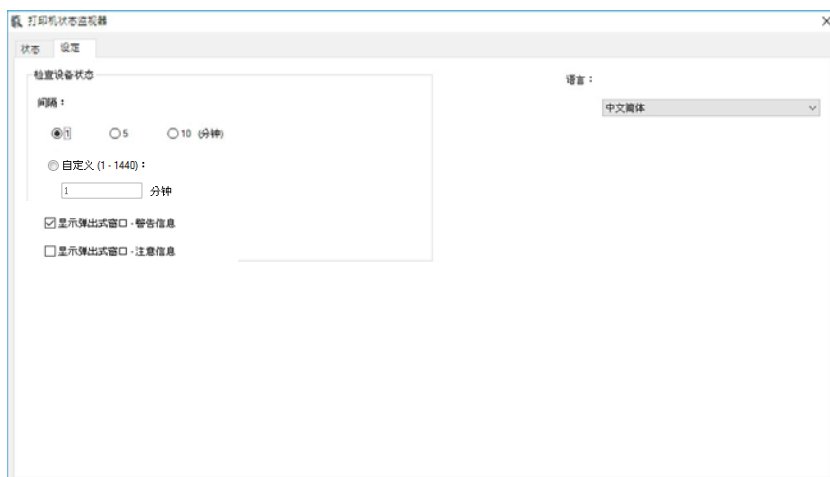 打印机状态监视器
状态 设定
检查设备状态
间隔：
1 5 10 (分钟)
自定义 (1 - 1440)：
1 分钟
显示弹出式窗口 - 警告信息
显示弹出式窗口 - 注意信息
语言：
中文简体